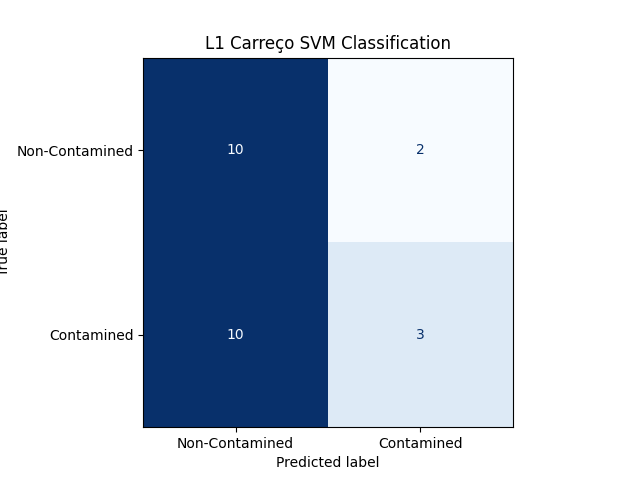 L1 Carreço SVM Classification
Non-Contamined
10
2
True label
Contamined
10
3
Non-Contamined
Contamined
Predicted label